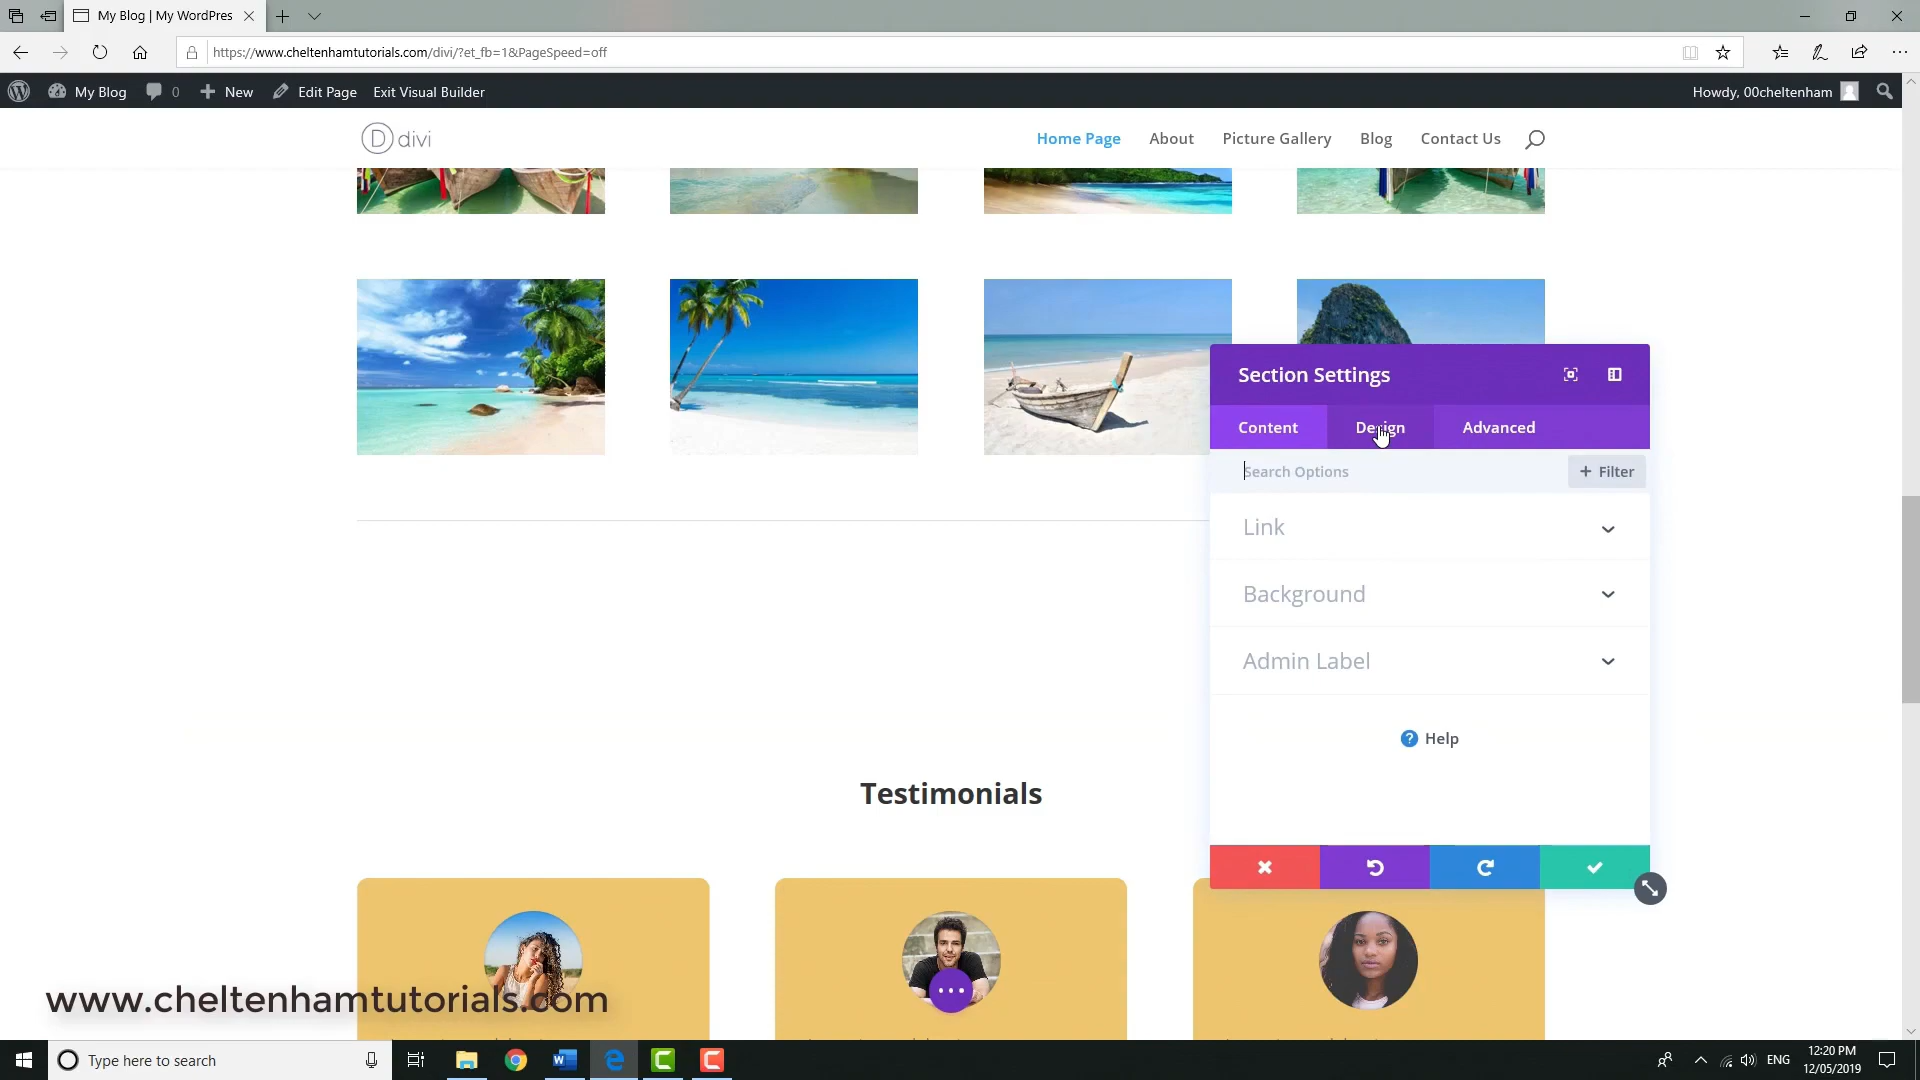 My Blog | My WordPres
https://www.cheltenhamtutorials.com/divi/?et_fb=1&PageSpeed=off
My Blog 0 New Edit Page Exit Visual Builder Howdy, 00cheltenham
D divi Home Page About Picture Gallery Blog Contact Us
Section Settings
Content Design Advanced
Search Options + Filter
Link
Background
Admin Label
? Help
Testimonials
www.cheltenhamtutorials.com
Type here to search
ENG
12:20 PM
12/05/2019